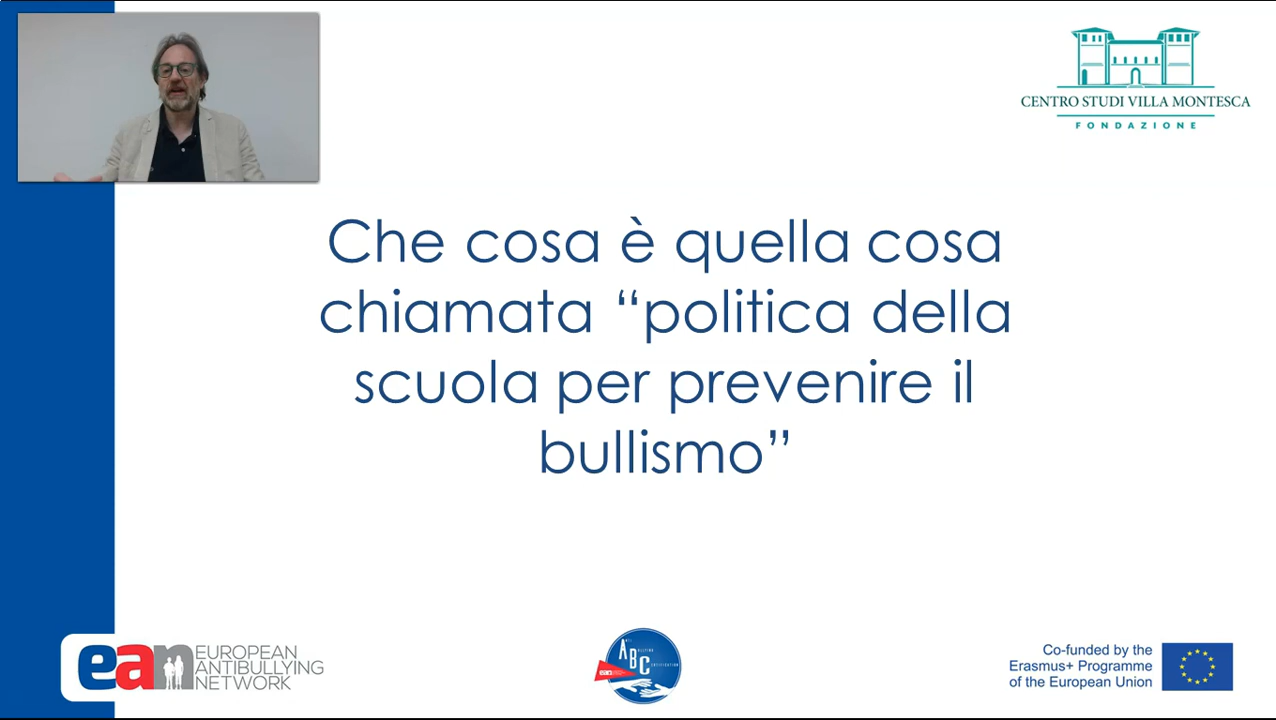 CENTRO STUDI VILLA MONTESCA
FONDAZIONE
Che cosa è quella cosa
chiamata “politica della
scuola per prevenire il
bullismo”
ean EUROPEAN
ANTIBULLYING
NETWORK
ABC
Co-funded by the
Erasmus+ Programme
of the European Union